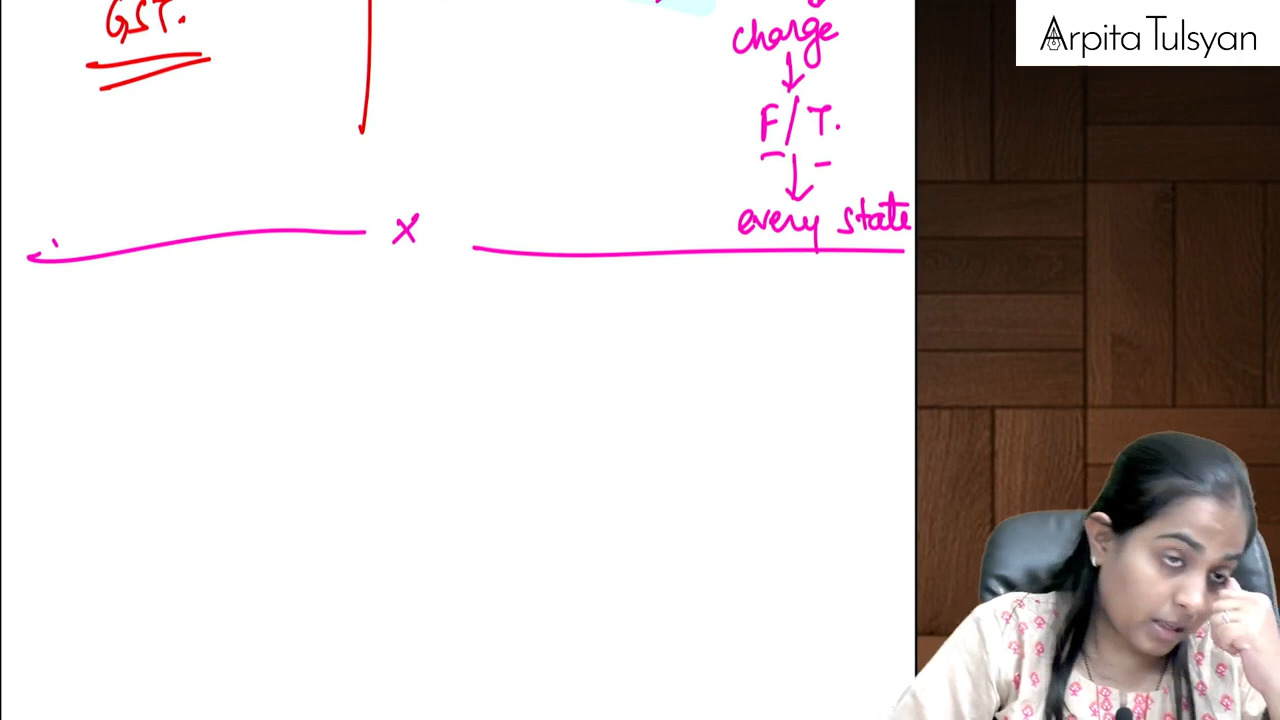 GST.
charge
F/T.
every state
x
Arpita Tulsyan